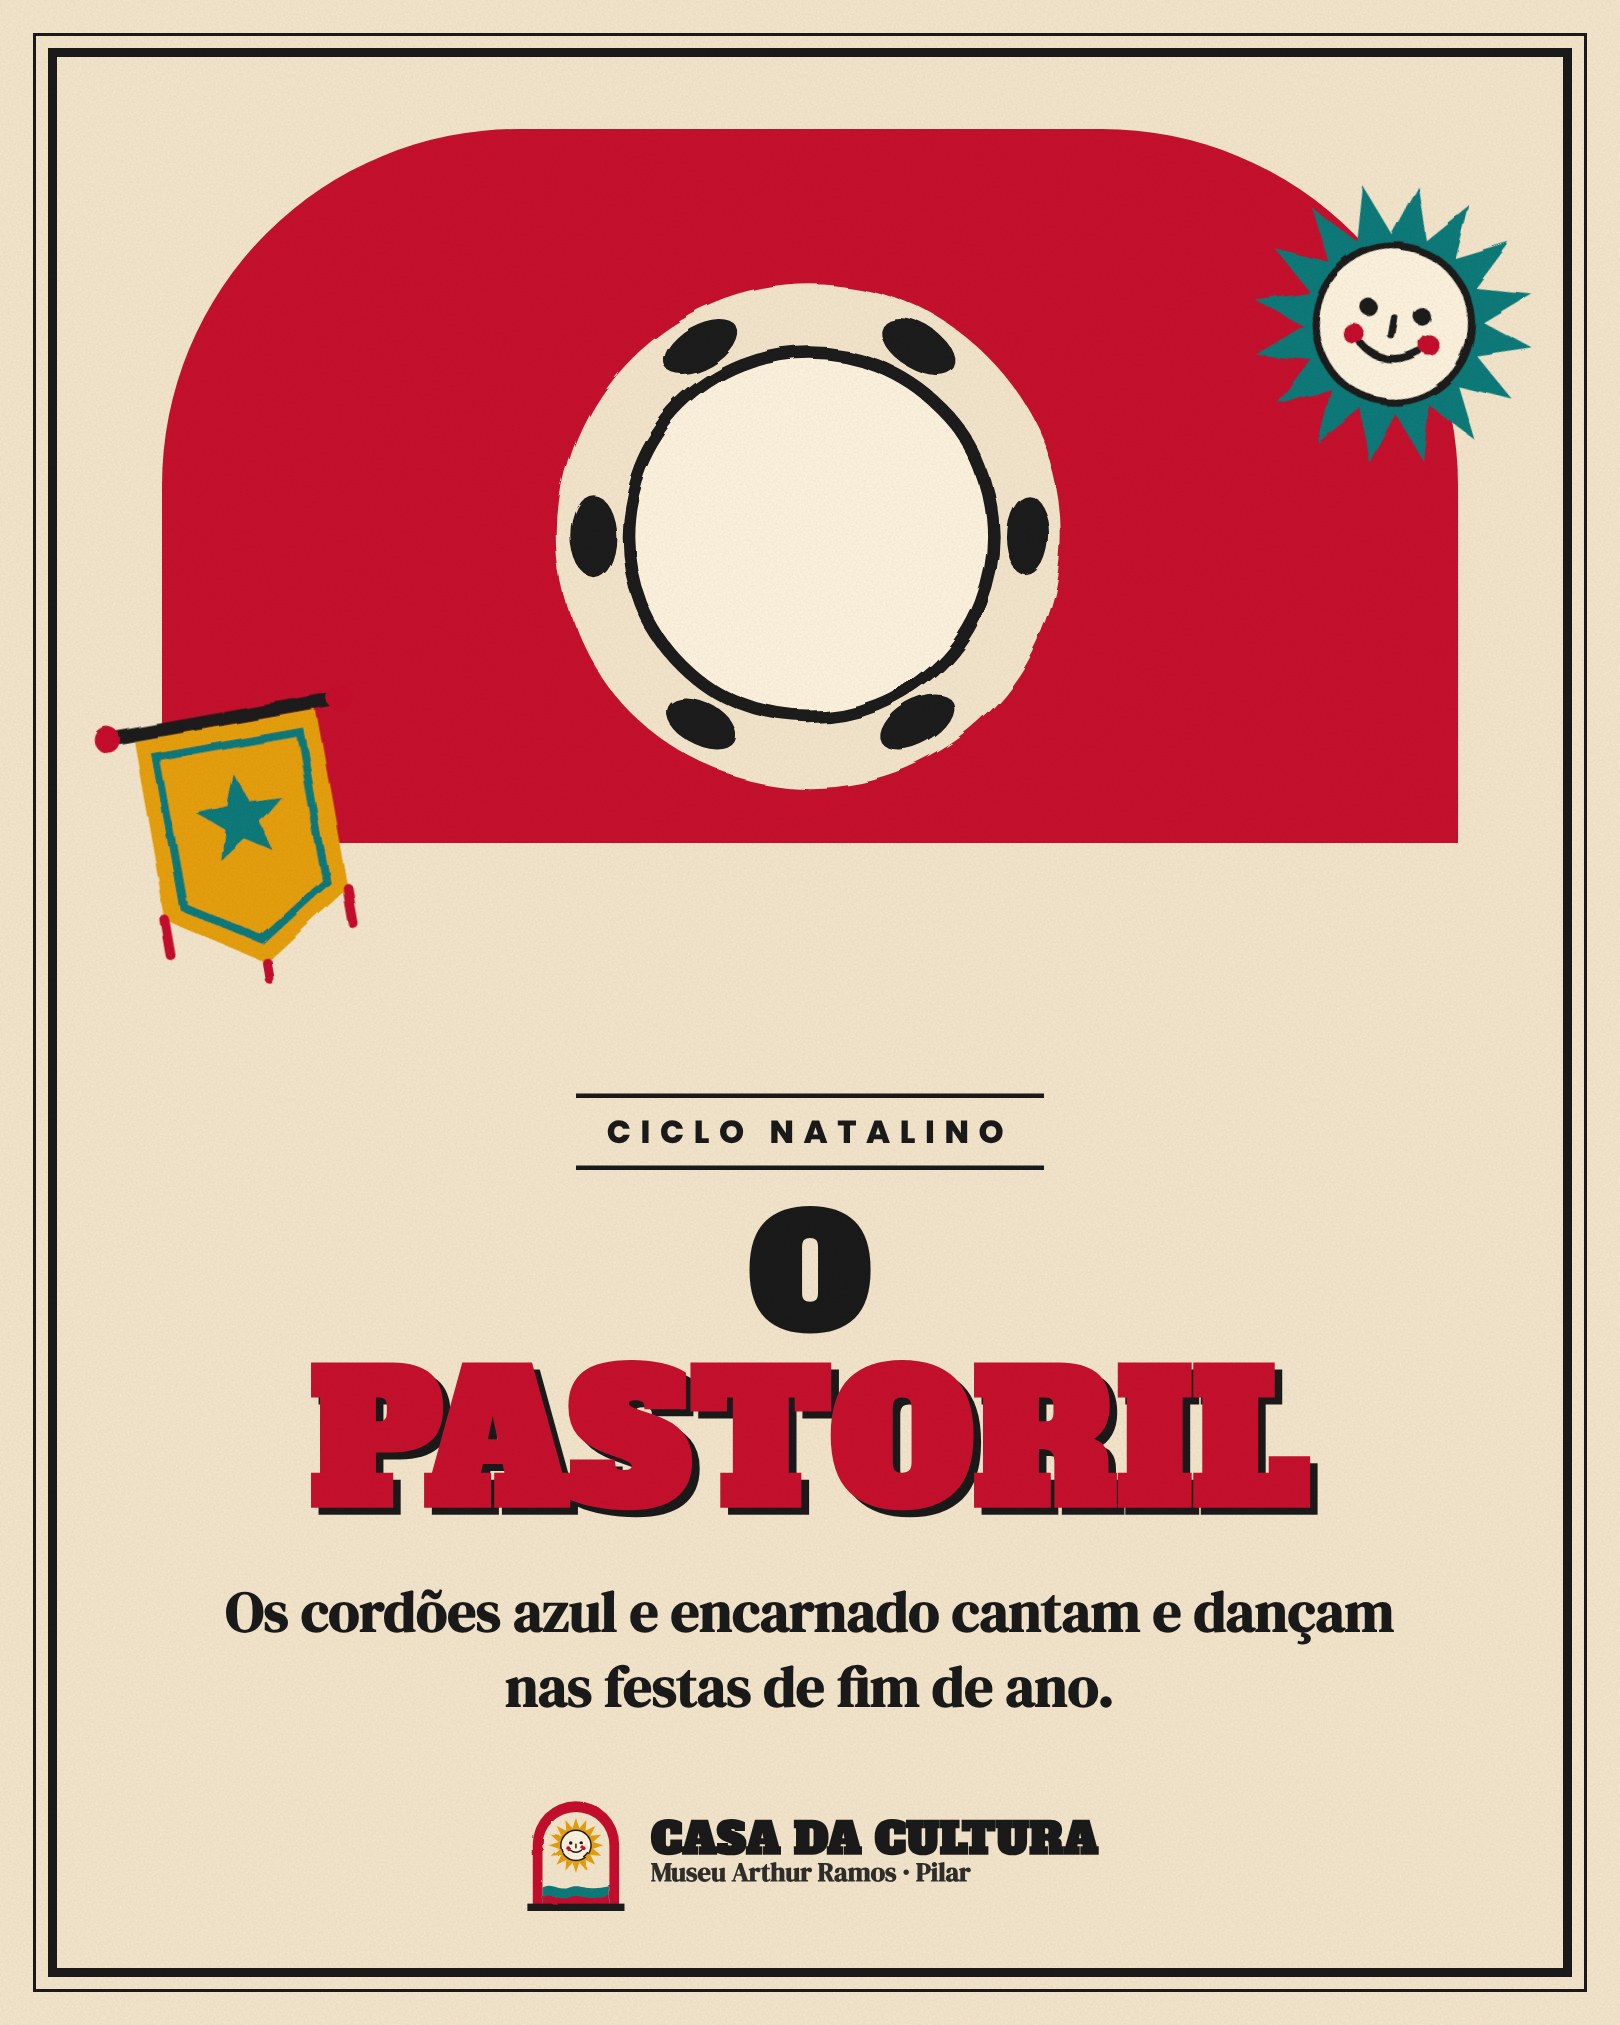 CICLO NATALINO
O
PASTORIL
Os cordões azul e encarnado cantam e dançam
nas festas de fim de ano.
CASA DA CULTURA
Museu Arthur Ramos · Pilar